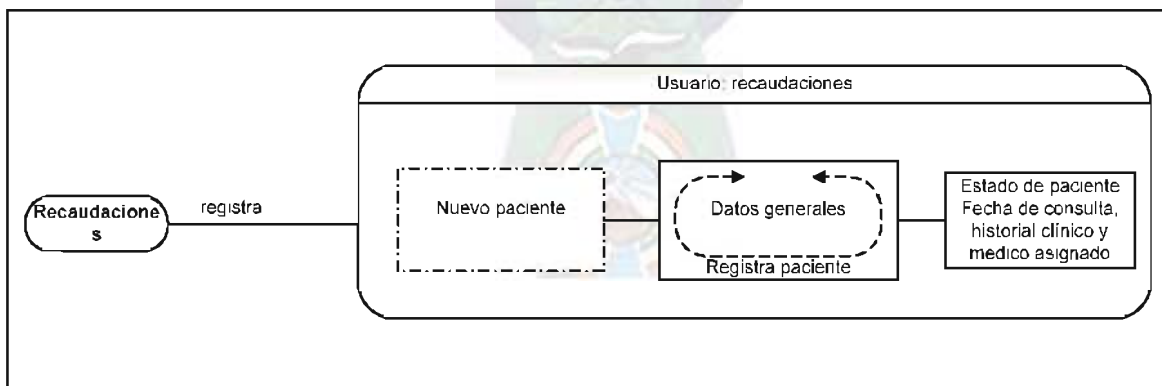 Usuario: recaudaciones
Recaudacione
s
registra
Nuevo paciente
Datos generales
Registra paciente
Estado de paciente
Fecha de consulta,
historial clínico y
medico asignado